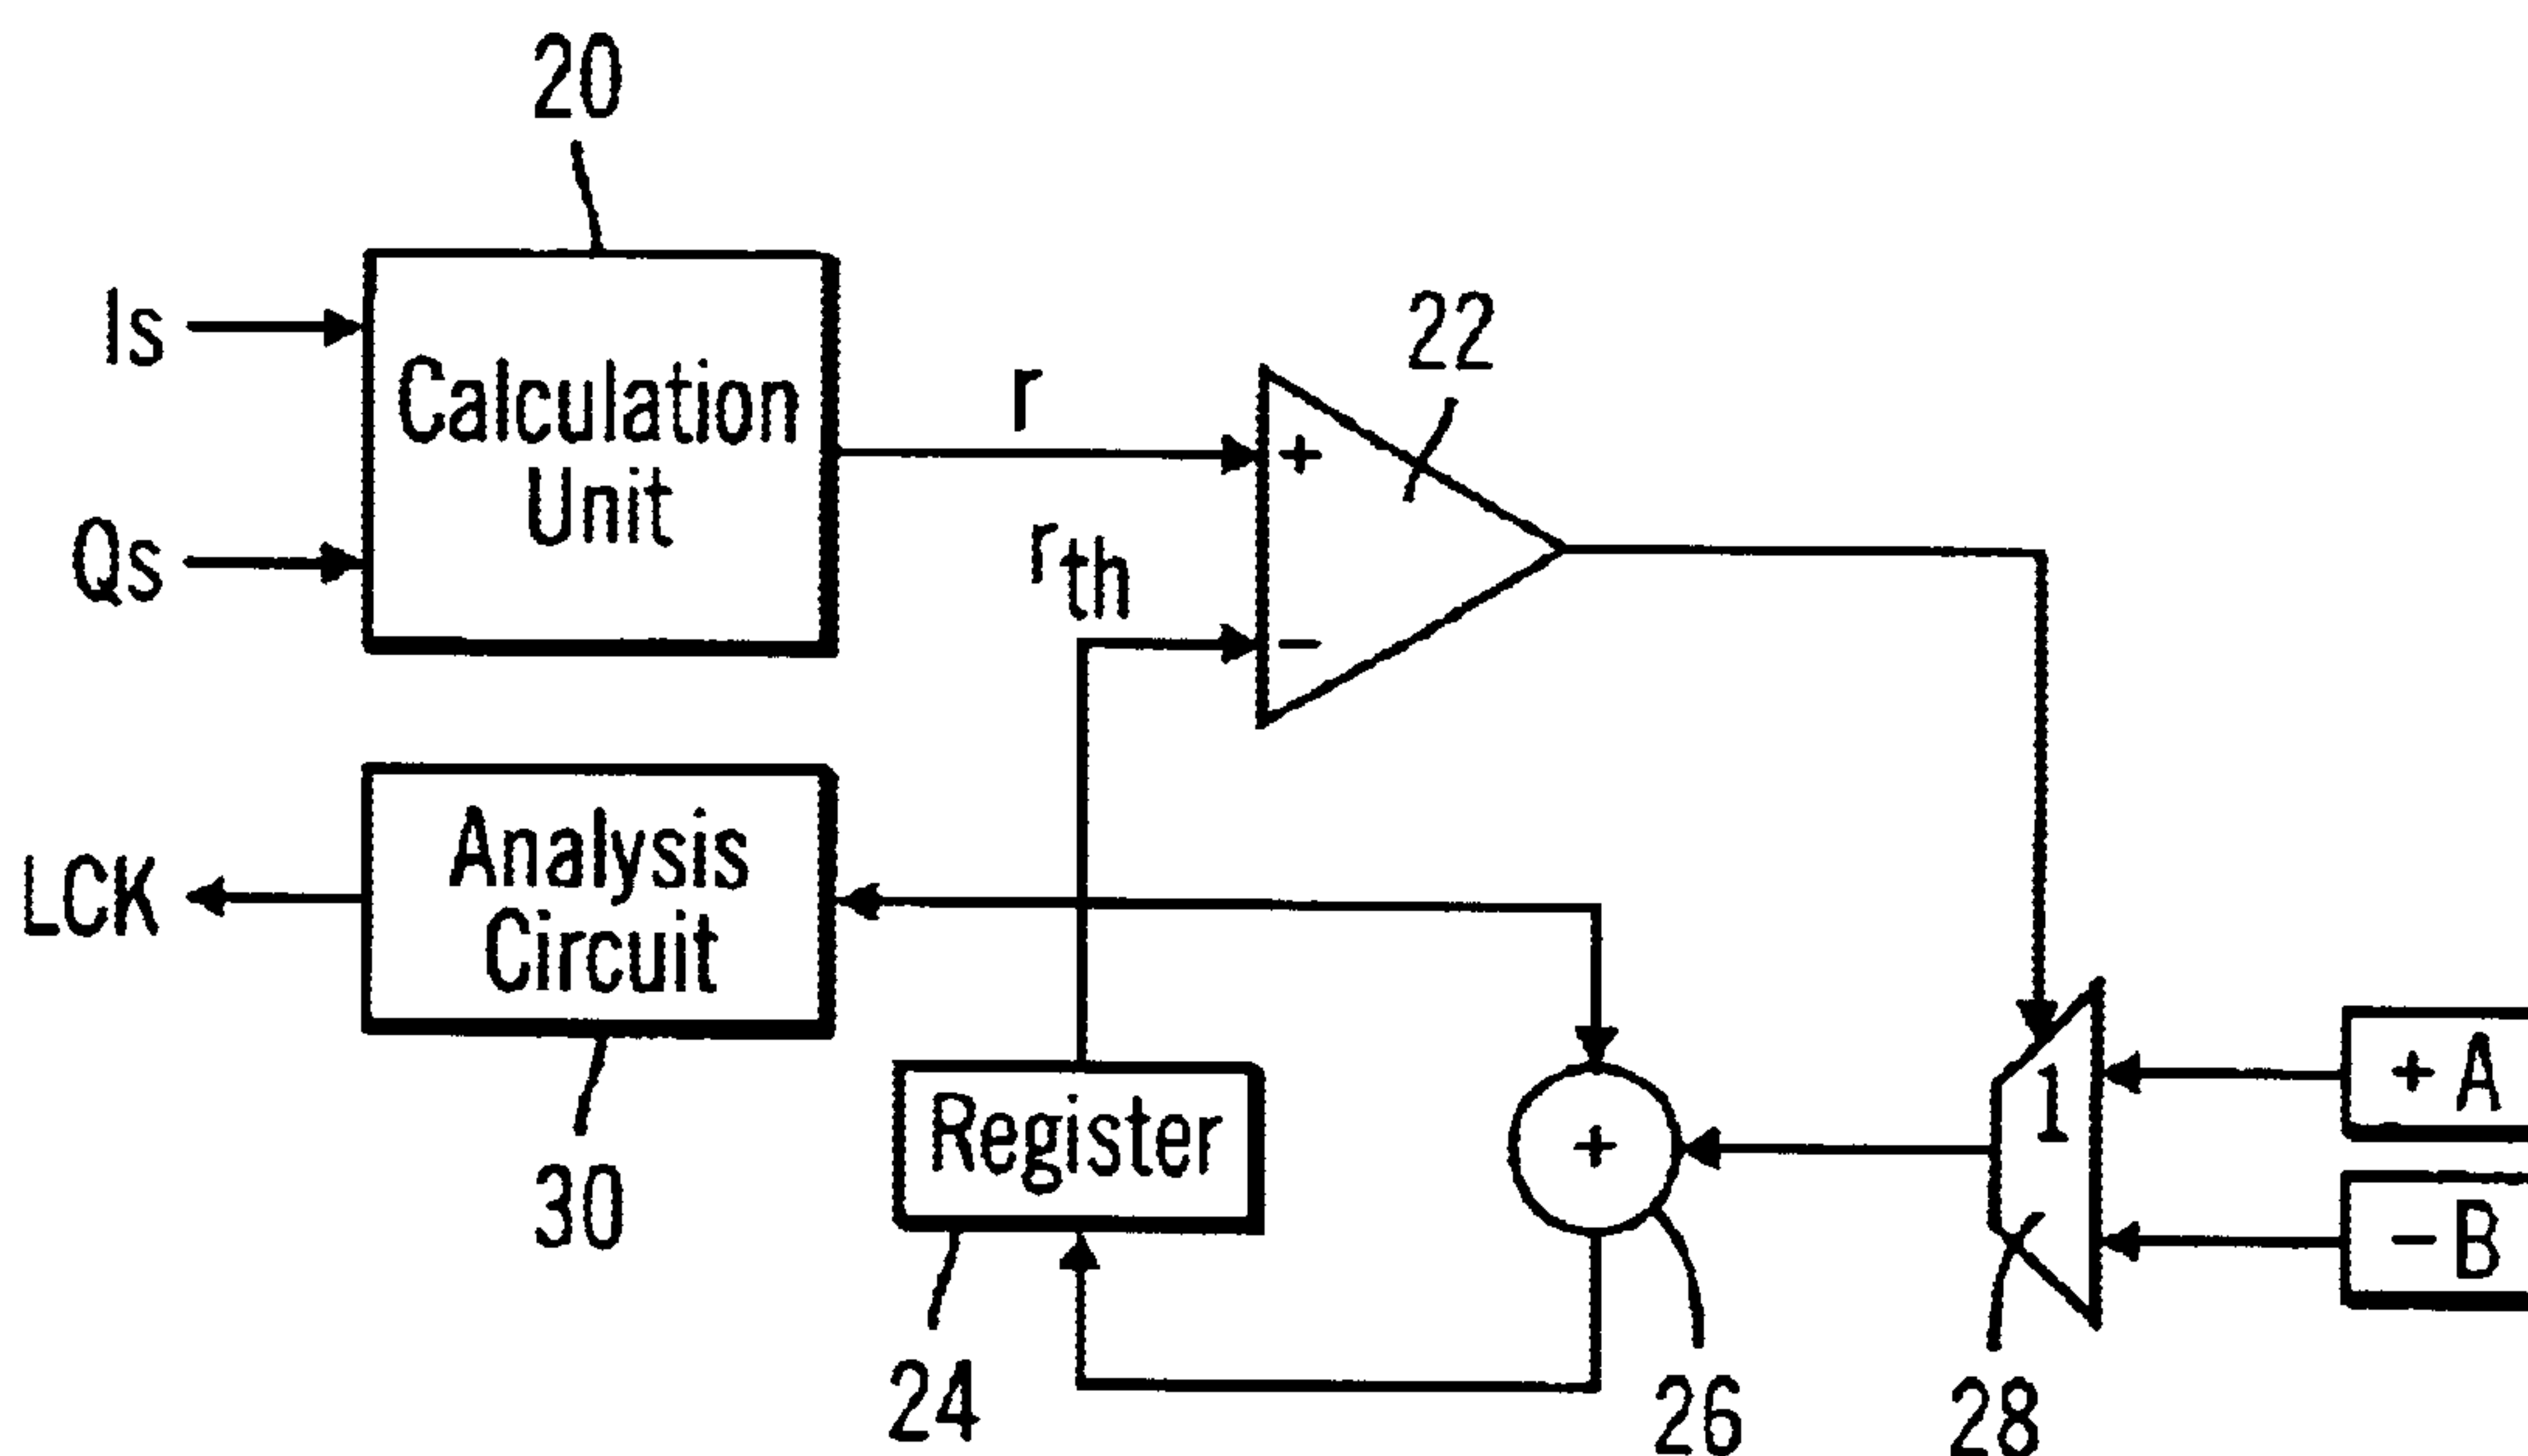 20
Is
Calculation
Unit
Qs
r
22
+
r_th
−
Analysis
Circuit
LCK
30
Register
24
+
26
1
28
+ A
− B